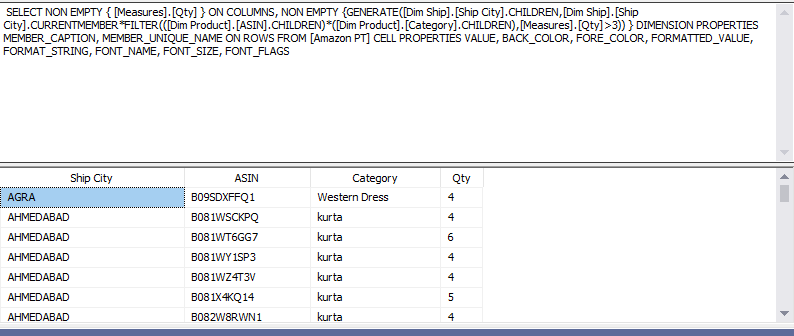 SELECT NON EMPTY { [Measures].[Qty] } ON COLUMNS, NON EMPTY {GENERATE([Dim Ship].[Ship City].CHILDREN,[Dim Ship].[Ship
City].CURRENTMEMBER*FILTER(([Dim Product].[ASIN].CHILDREN)*([Dim Product].[Category].CHILDREN),[Measures].[Qty]>3)) } DIMENSION PROPERTIES
MEMBER_CAPTION, MEMBER_UNIQUE_NAME ON ROWS FROM [Amazon PT] CELL PROPERTIES VALUE, BACK_COLOR, FORE_COLOR, FORMATTED_VALUE,
FORMAT_STRING, FONT_NAME, FONT_SIZE, FONT_FLAGS
Ship City ASIN Category Qty
AGRA B09SDXFFQ1 Western Dress 4
AHMEDABAD B081WSCKPQ kurta 4
AHMEDABAD B081WT6GG7 kurta 6
AHMEDABAD B081WY1SP3 kurta 4
AHMEDABAD B081WZ4T3V kurta 4
AHMEDABAD B081X4KQ14 kurta 5
AHMEDABAD B082W8RWN1 kurta 4